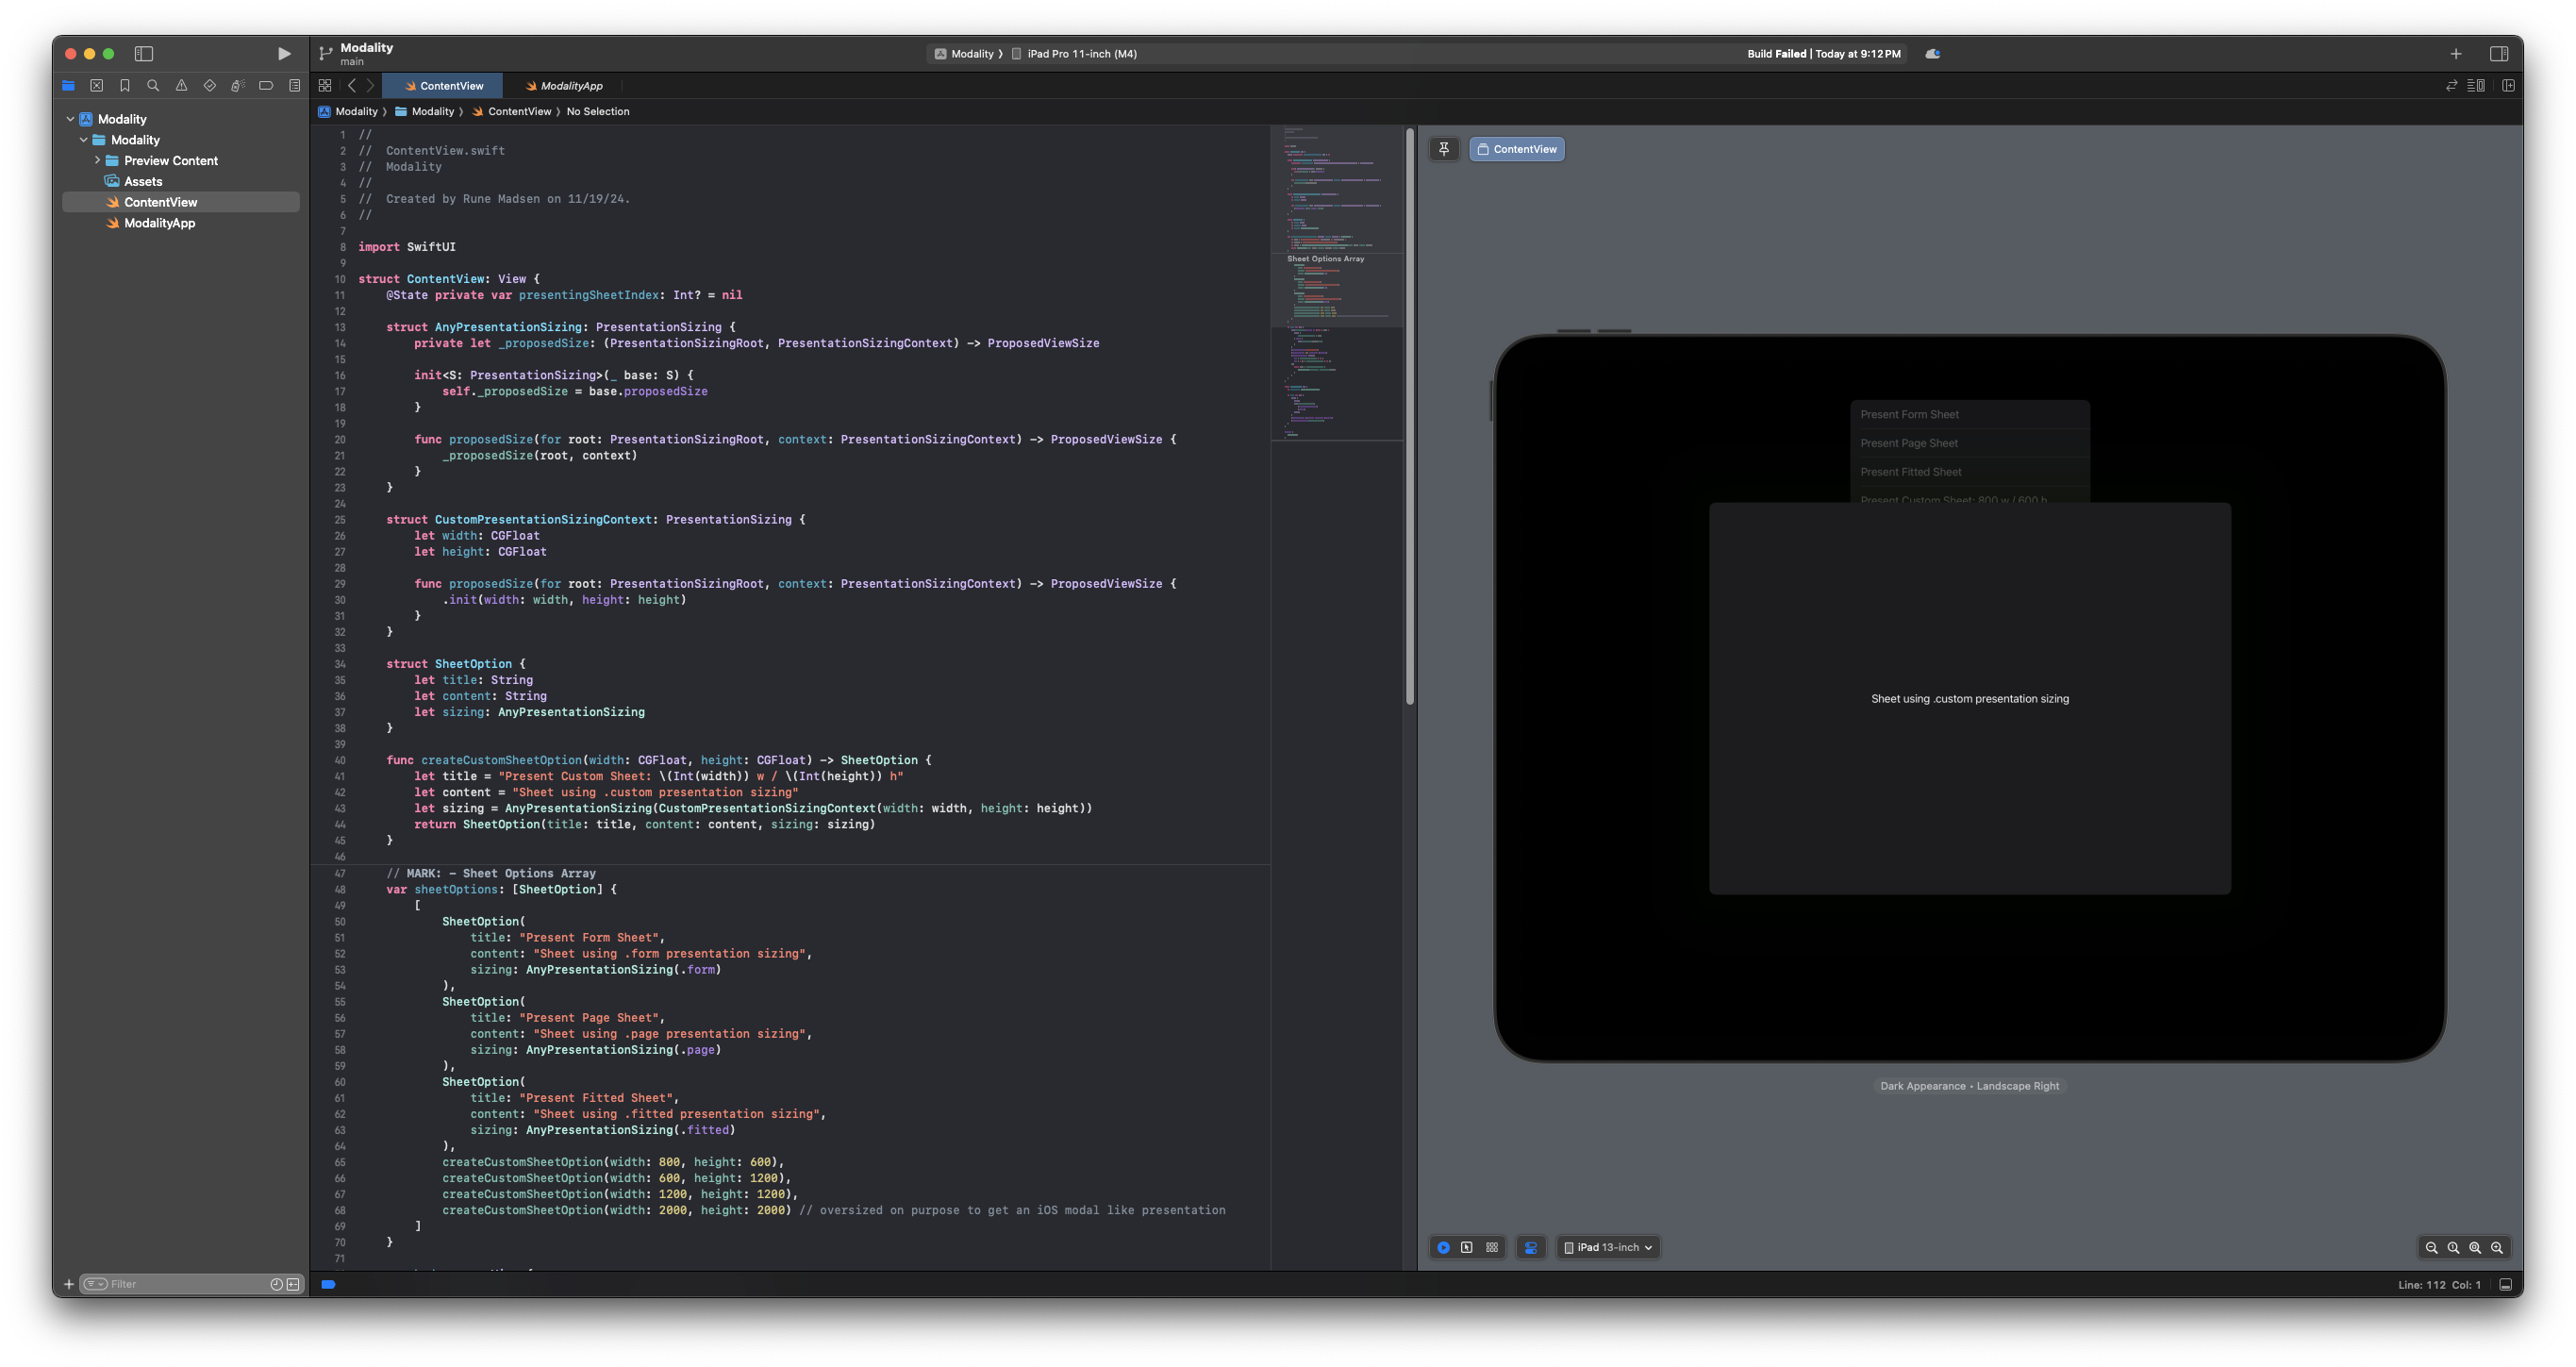 Modality
main
Modality ⟩ iPad Pro 11-inch (M4)
Build Failed | Today at 9:12 PM
ContentView
ModalityApp
Modality ⟩ Modality ⟩ ContentView ⟩ No Selection
Modality
Modality
Preview Content
Assets
ContentView
ModalityApp
Filter
1 //
2 //  ContentView.swift
3 //  Modality
4 //
5 //  Created by Rune Madsen on 11/19/24.
6 //
7
8 import SwiftUI
9
10 struct ContentView: View {
11     @State private var presentingSheetIndex: Int? = nil
12
13     struct AnyPresentationSizing: PresentationSizing {
14         private let _proposedSize: (PresentationSizingRoot, PresentationSizingContext) -> ProposedViewSize
15
16         init<S: PresentationSizing>(_ base: S) {
17             self._proposedSize = base.proposedSize
18         }
19
20         func proposedSize(for root: PresentationSizingRoot, context: PresentationSizingContext) -> ProposedViewSize {
21             _proposedSize(root, context)
22         }
23     }
24
25     struct CustomPresentationSizingContext: PresentationSizing {
26         let width: CGFloat
27         let height: CGFloat
28
29         func proposedSize(for root: PresentationSizingRoot, context: PresentationSizingContext) -> ProposedViewSize {
30             .init(width: width, height: height)
31         }
32     }
33
34     struct SheetOption {
35         let title: String
36         let content: String
37         let sizing: AnyPresentationSizing
38     }
39
40     func createCustomSheetOption(width: CGFloat, height: CGFloat) -> SheetOption {
41         let title = "Present Custom Sheet: \(Int(width)) w / \(Int(height)) h"
42         let content = "Sheet using .custom presentation sizing"
43         let sizing = AnyPresentationSizing(CustomPresentationSizingContext(width: width, height: height))
44         return SheetOption(title: title, content: content, sizing: sizing)
45     }
46
47     // MARK: - Sheet Options Array
48     var sheetOptions: [SheetOption] {
49         [
50             SheetOption(
51                 title: "Present Form Sheet",
52                 content: "Sheet using .form presentation sizing",
53                 sizing: AnyPresentationSizing(.form)
54             ),
55             SheetOption(
56                 title: "Present Page Sheet",
57                 content: "Sheet using .page presentation sizing",
58                 sizing: AnyPresentationSizing(.page)
59             ),
60             SheetOption(
61                 title: "Present Fitted Sheet",
62                 content: "Sheet using .fitted presentation sizing",
63                 sizing: AnyPresentationSizing(.fitted)
64             ),
65             createCustomSheetOption(width: 800, height: 600),
66             createCustomSheetOption(width: 600, height: 1200),
67             createCustomSheetOption(width: 1200, height: 1200),
68             createCustomSheetOption(width: 2000, height: 2000) // oversized on purpose to get an iOS modal like presentation
69         ]
70     }
71
Sheet Options Array
ContentView
Present Form Sheet
Present Page Sheet
Present Fitted Sheet
Present Custom Sheet: 800 w / 600 h
Sheet using .custom presentation sizing
Dark Appearance • Landscape Right
iPad 13-inch
Line: 112 Col: 1